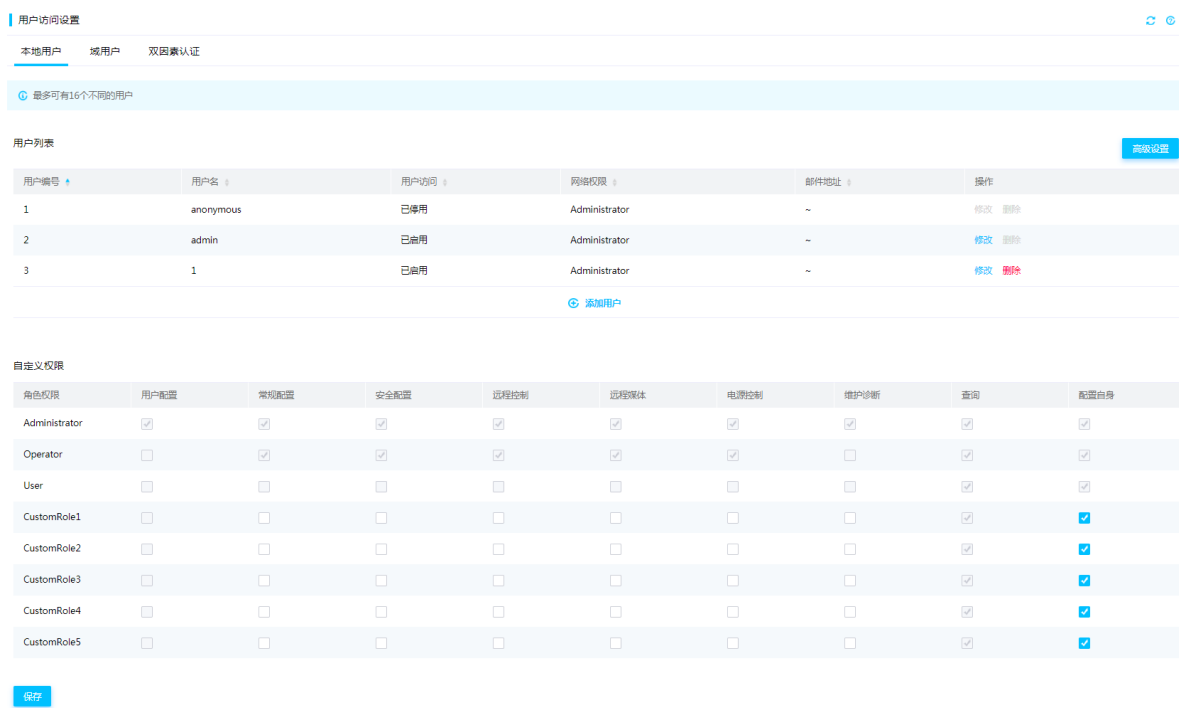 用户访问设置
本地用户 域用户 双因素认证
最多可有16个不同的用户
用户列表
高级设置
用户编号 用户名 用户访问 网络权限 邮件地址 操作
1 anonymous 已停用 Administrator ~ 修改 删除
2 admin 已启用 Administrator ~ 修改 删除
3 1 已启用 Administrator ~ 修改 删除
添加用户
自定义权限
角色权限 用户配置 常规配置 安全配置 远程控制 远程媒体 电源控制 维护诊断 查询 配置自身
Administrator
Operator
User
CustomRole1
CustomRole2
CustomRole3
CustomRole4
CustomRole5
保存